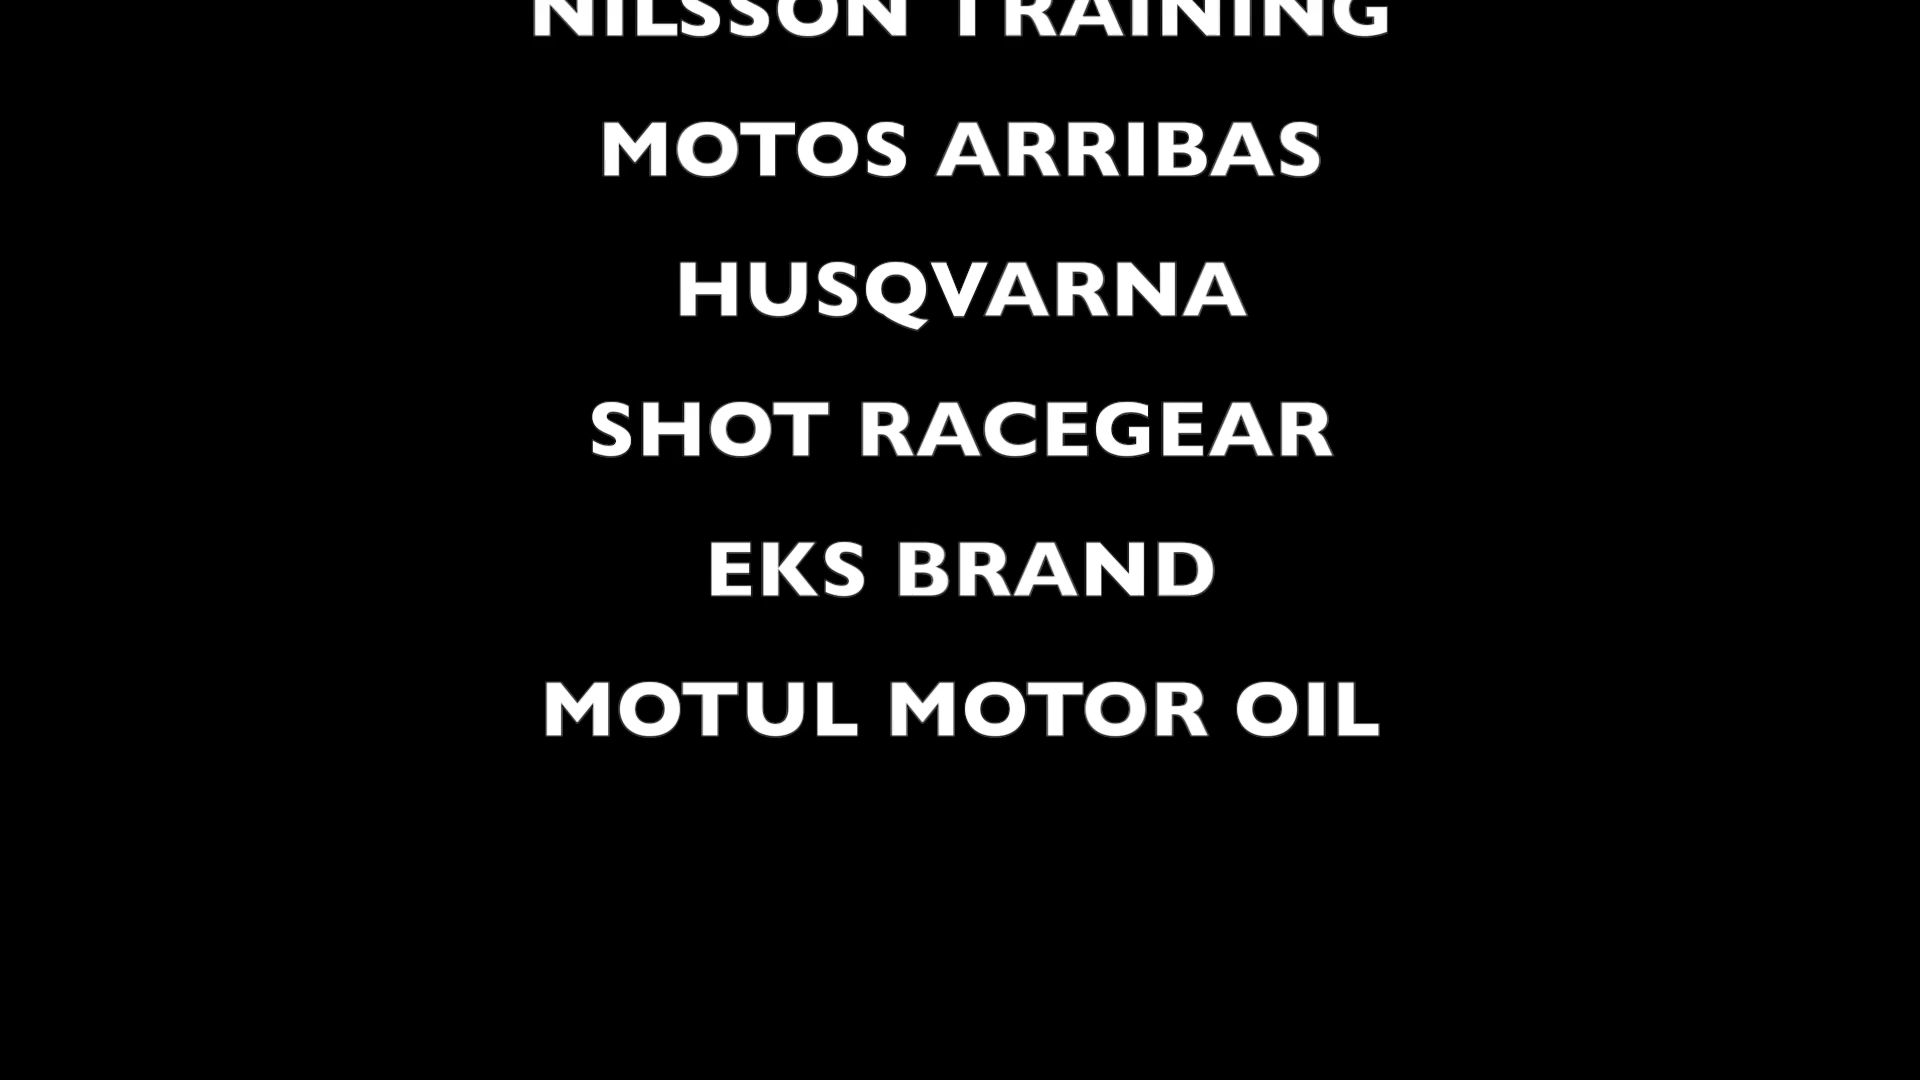 NILSSON TRAINING
MOTOS ARRIBAS
HUSQVARNA
SHOT RACEGEAR
EKS BRAND
MOTUL MOTOR OIL